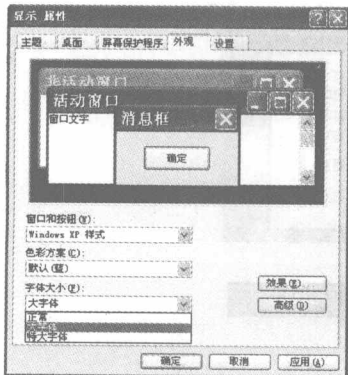 显示 属性
主题 桌面 屏幕保护程序 外观 设置
非活动窗口
活动窗口
窗口文字
消息框
确定
窗口和按钮(W):
Windows XP 样式
色彩方案(C):
默认(蓝)
字体大小(F):
大字体
正常
大字体
特大字体
效果(E)
高级(D)
确定 取消 应用(A)